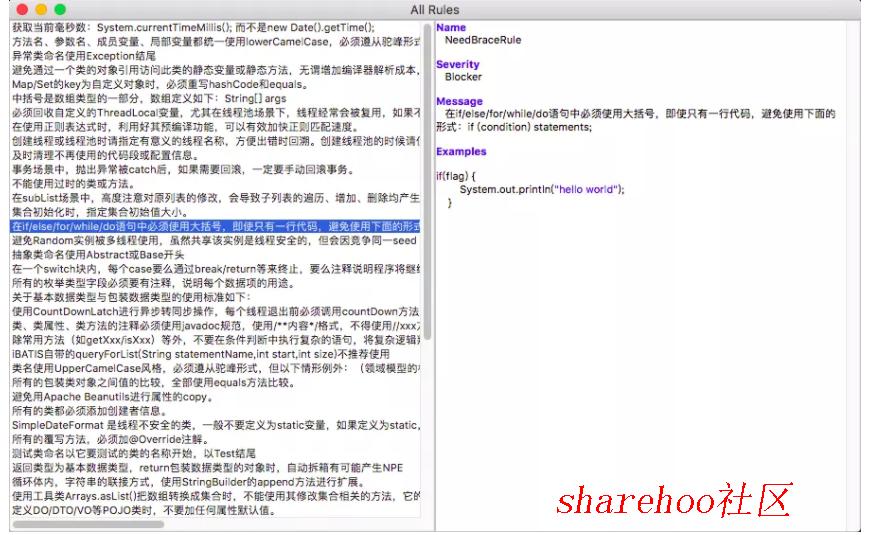 All Rules
获取当前毫秒数：System.currentTimeMillis(); 而不是new Date().getTime();
方法名、参数名、成员变量、局部变量都统一使用lowerCamelCase，必须遵从驼峰形式
异常类命名使用Exception结尾
避免通过一个类的对象引用访问此类的静态变量或静态方法，无谓增加编译器解析成本，
Map/Set的key为自定义对象时，必须重写hashCode和equals。
中括号是数组类型的一部分，数组定义如下：String[] args
必须回收自定义的ThreadLocal变量，尤其在线程池场景下，线程经常会被复用，如果不
在使用正则表达式时，利用好其预编译功能，可以有效加快正则匹配速度。
创建线程或线程池时请指定有意义的线程名称，方便出错时回溯。创建线程池的时候请使
及时清理不再使用的代码段或配置信息。
事务场景中，抛出异常被catch后，如果需要回滚，一定要手动回滚事务。
不能使用过时的类或方法。
在subList场景中，高度注意对原列表的修改，会导致子列表的遍历、增加、删除均产生
集合初始化时，指定集合初始值大小。
在if/else/for/while/do语句中必须使用大括号，即使只有一行代码，避免使用下面的形式
避免Random实例被多线程使用，虽然共享该实例是线程安全的，但会因竞争同一seed
抽象类命名使用Abstract或Base开头
在一个switch块内，每个case要么通过break/return等来终止，要么注释说明程序将继续
所有的枚举类型字段必须要有注释，说明每个数据项的用途。
关于基本数据类型与包装数据类型的使用标准如下：
使用CountDownLatch进行异步转同步操作，每个线程退出前必须调用countDown方法，
类、类属性、类方法的注释必须使用javadoc规范，使用/**内容*/格式，不得使用//xxx方
除常用方法（如getXxx/isXxx）等外，不要在条件判断中执行复杂的语句，将复杂逻辑判
iBATIS自带的queryForList(String statementName,int start,int size)不推荐使用
类名使用UpperCamelCase风格，必须遵从驼峰形式，但以下情形例外：（领域模型的相
所有的包装类对象之间值的比较，全部使用equals方法比较。
避免用Apache Beanutils进行属性的copy。
所有的类都必须添加创建者信息。
SimpleDateFormat 是线程不安全的类，一般不要定义为static变量，如果定义为static，
所有的覆写方法，必须加@Override注解。
测试类命名以它要测试的类的名称开始，以Test结尾
返回类型为基本数据类型，return包装数据类型的对象时，自动拆箱有可能产生NPE
循环体内，字符串的联接方式，使用StringBuilder的append方法进行扩展。
使用工具类Arrays.asList()把数组转换成集合时，不能使用其修改集合相关的方法，它的
定义DO/DTO/VO等POJO类时，不要加任何属性默认值。
Name
NeedBraceRule
Severity
Blocker
Message
在if/else/for/while/do语句中必须使用大括号，即使只有一行代码，避免使用下面的
形式：if (condition) statements;
Examples
if(flag) {
System.out.println("hello world");
}
sharehoo社区